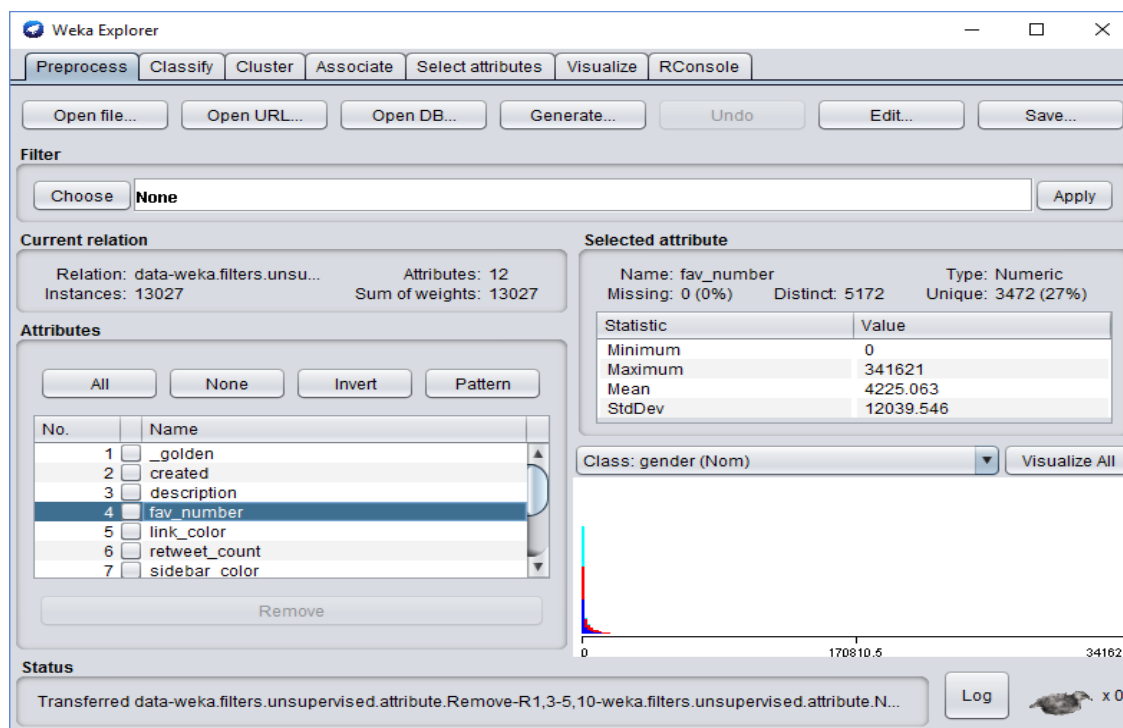 Weka Explorer
Preprocess Classify Cluster Associate Select attributes Visualize RConsole
Open file... Open URL... Open DB... Generate... Undo Edit... Save...
Filter
Choose None Apply
Current relation
Relation: data-weka.filters.unsu... Attributes: 12
Instances: 13027 Sum of weights: 13027
Attributes
All None Invert Pattern
No. Name
1 _golden
2 created
3 description
4 fav_number
5 link_color
6 retweet_count
7 sidebar_color
Remove
Selected attribute
Name: fav_number Type: Numeric
Missing: 0 (0%) Distinct: 5172 Unique: 3472 (27%)
Statistic Value
Minimum 0
Maximum 341621
Mean 4225.063
StdDev 12039.546
Class: gender (Nom) Visualize All
0 170810.5 34162
Status
Transferred data-weka.filters.unsupervised.attribute.Remove-R1,3-5,10-weka.filters.unsupervised.attribute.N...
Log x 0